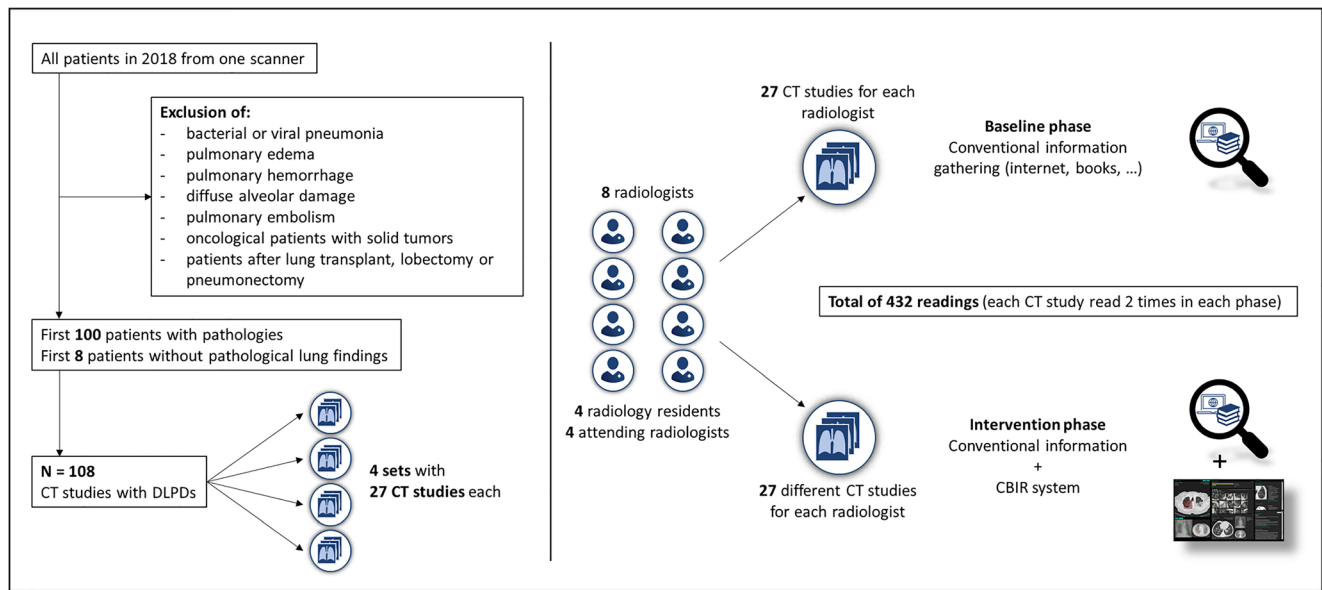 All patients in 2018 from one scanner
Exclusion of:
- bacterial or viral pneumonia
- pulmonary edema
- pulmonary hemorrhage
- diffuse alveolar damage
- pulmonary embolism
- oncological patients with solid tumors
- patients after lung transplant, lobectomy or
pneumonectomy
First 100 patients with pathologies
First 8 patients without pathological lung findings
N = 108
CT studies with DLPDs
4 sets with
27 CT studies each
8 radiologists
4 radiology residents
4 attending radiologists
27 CT studies for each
radiologist
Baseline phase
Conventional information
gathering (internet, books, ...)
Total of 432 readings (each CT study read 2 times in each phase)
27 different CT studies
for each radiologist
Intervention phase
Conventional information
+
CBIR system
+